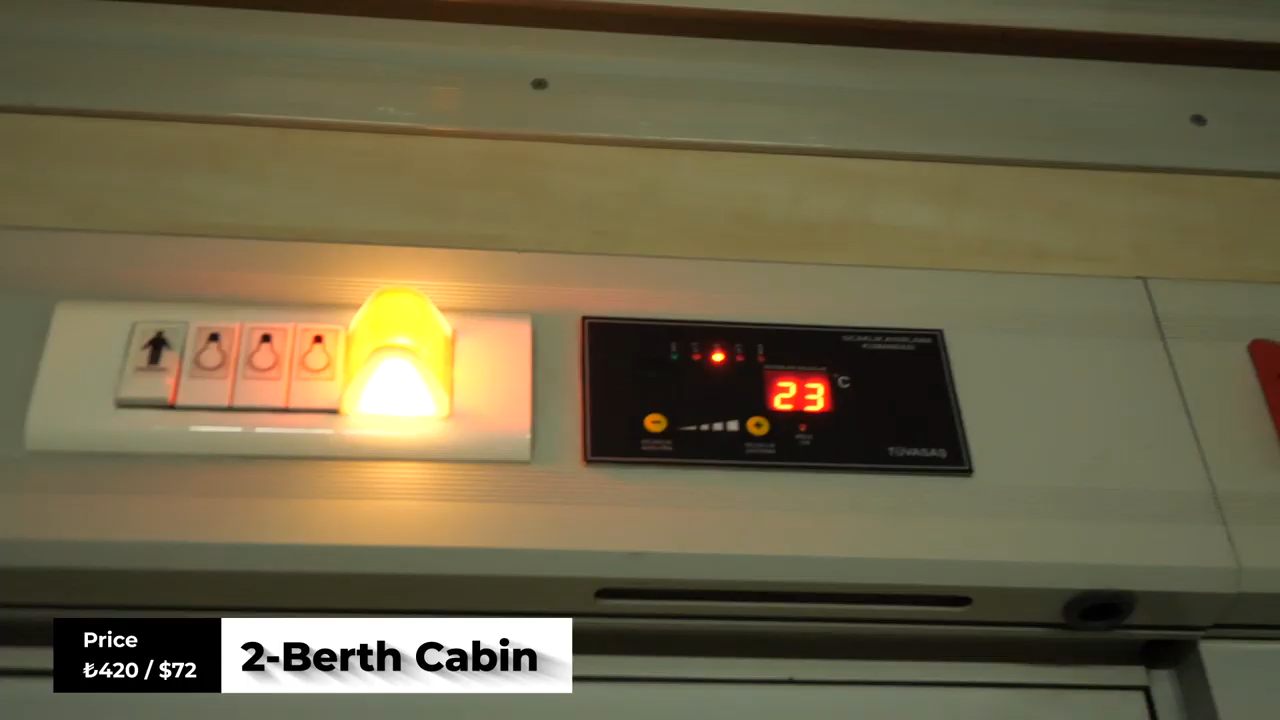 23
°C
TÜVASAŞ
Price
₺420 / $72
2-Berth Cabin